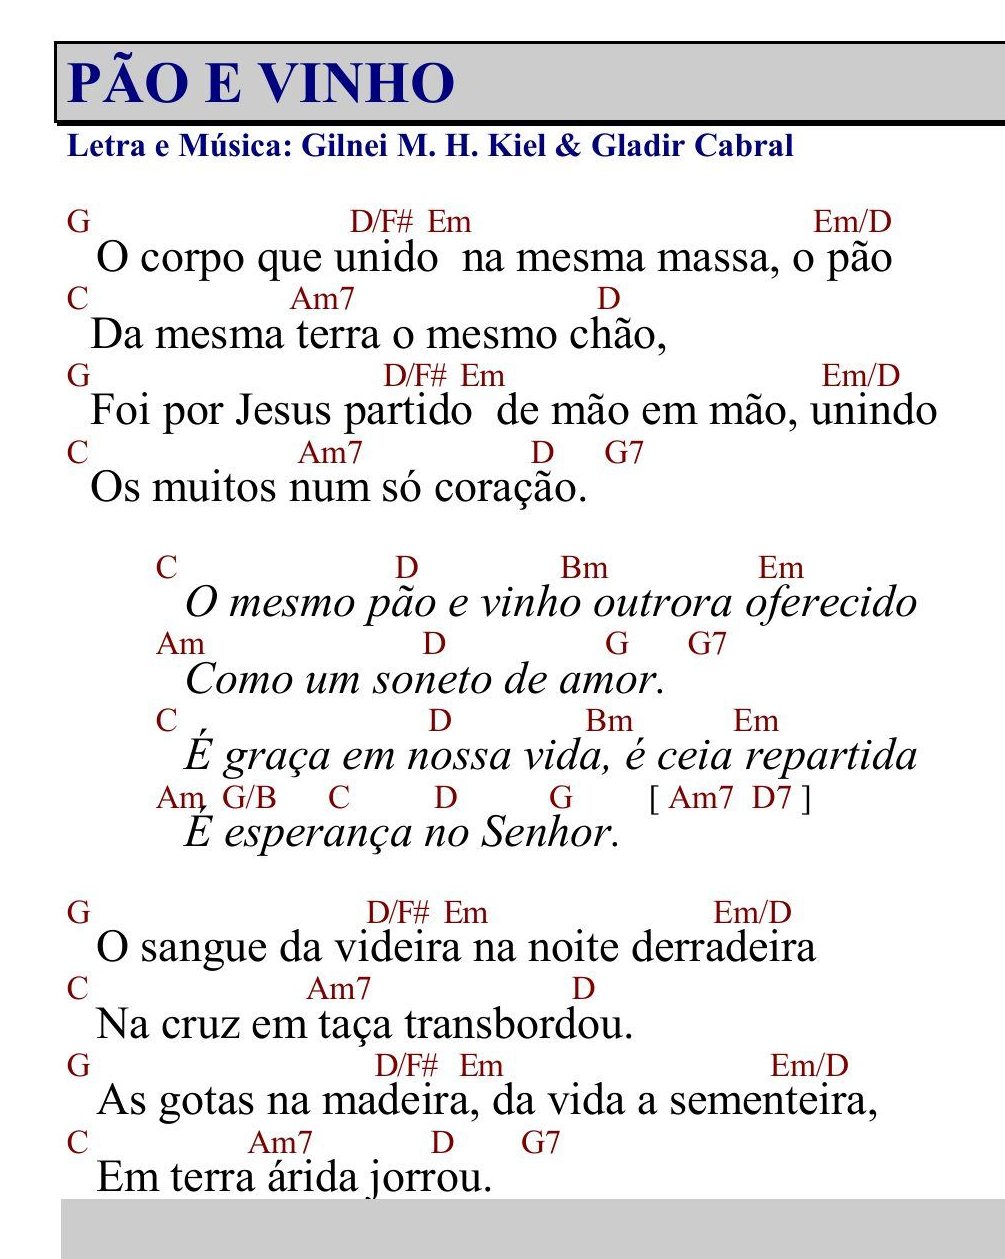 PÃO E VINHO
Letra e Música: Gilnei M. H. Kiel & Gladir Cabral
G D/F# Em Em/D
O corpo que unido na mesma massa, o pão
C Am7 D
Da mesma terra o mesmo chão,
G D/F# Em Em/D
Foi por Jesus partido de mão em mão, unindo
C Am7 D G7
Os muitos num só coração.
C D Bm Em
O mesmo pão e vinho outrora oferecido
Am D G G7
Como um soneto de amor.
C D Bm Em
É graça em nossa vida, é ceia repartida
Am G/B C D G [ Am7 D7 ]
É esperança no Senhor.
G D/F# Em Em/D
O sangue da videira na noite derradeira
C Am7 D
Na cruz em taça transbordou.
G D/F# Em Em/D
As gotas na madeira, da vida a sementeira,
C Am7 D G7
Em terra árida jorrou.